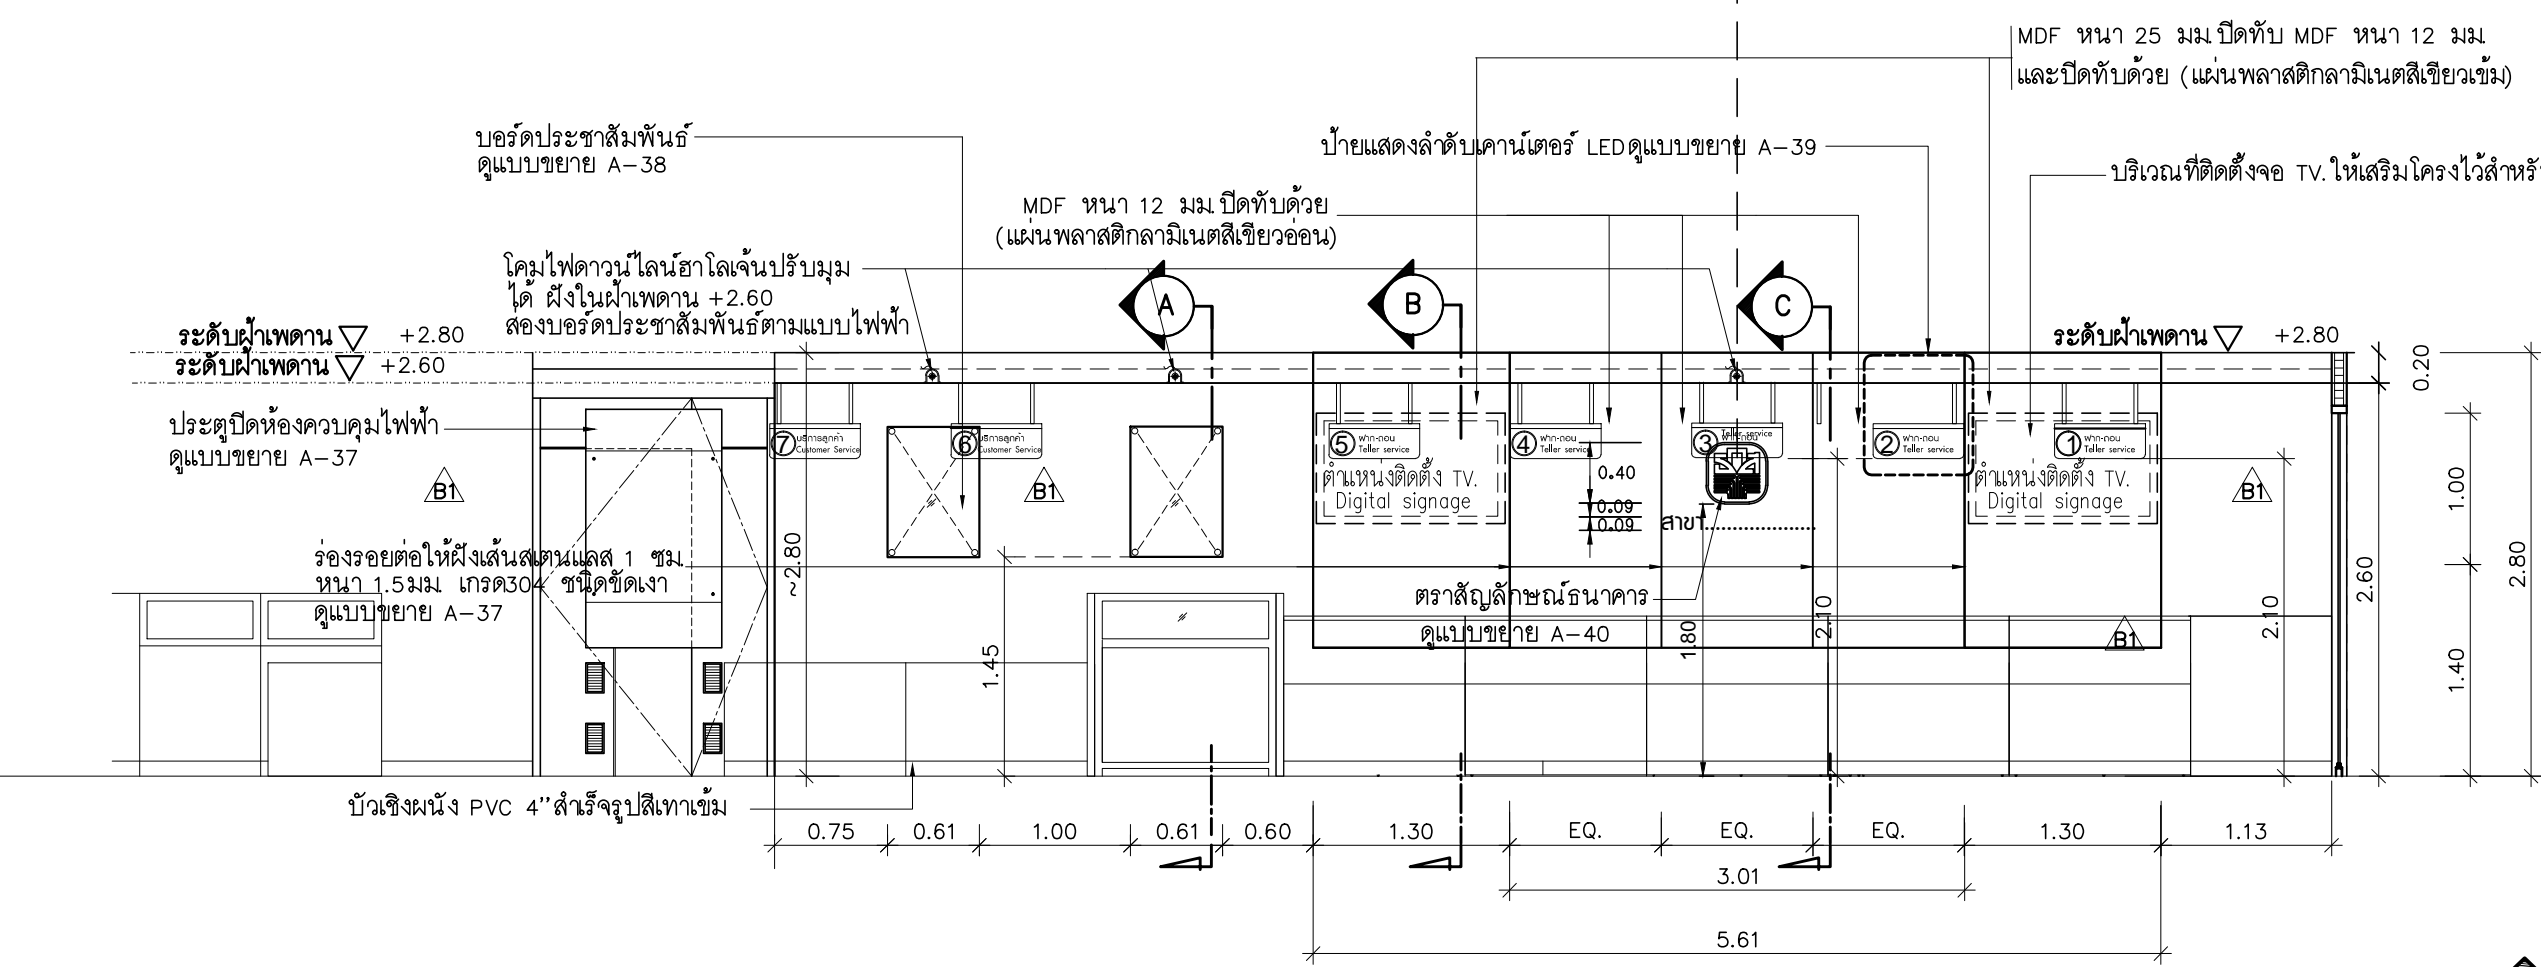 MDF หนา 25 มม.ปิดทับ MDF หนา 12 มม.
และปิดทับด้วย (แผ่นพลาสติกลามิเนตสีเขียวเข้ม)
บอร์ดประชาสัมพันธ์
ดูแบบขยาย A-38
ป้ายแสดงลำดับเคาน์เตอร์ LEDดูแบบขยาย A-39
บริเวณที่ติดตั้งจอ TV.ให้เสริมโครงไว้สำหรับ
MDF หนา 12 มม.ปิดทับด้วย
(แผ่นพลาสติกลามิเนตสีเขียวอ่อน)
โคมไฟดาวน์ไลน์ฮาโลเจ้นปรับมุม
ได้ ฝังในฝ้าเพดาน +2.60
ส่องบอร์ดประชาสัมพันธ์ตามแบบไฟฟ้า
A
B
C
ระดับฝ้าเพดาน +2.80
ระดับฝ้าเพดาน +2.60
ระดับฝ้าเพดาน +2.80
0.20
ประตูปิดห้องควบคุมไฟฟ้า
ดูแบบขยาย A-37
7 บริการลูกค้า
Customer Service
6 บริการลูกค้า
Customer Service
5 ฝาก-ถอน
Teller service
4 ฝาก-ถอน
Teller service
3 ฝาก-ถอน
Teller service
2 ฝาก-ถอน
Teller service
1 ฝาก-ถอน
Teller service
B1
B1
B1
B1
ตำแหน่งติดตั้ง TV.
Digital signage
ตำแหน่งติดตั้ง TV.
Digital signage
0.40
0.09
0.09
สาขา....................
ร่องรอยต่อให้ฝังเส้นสเตนแลส 1 ซม.
หนา 1.5มม. เกรด304 ชนิดขัดเงา
ดูแบบขยาย A-37
~2.80
1.45
ตราสัญลักษณ์ธนาคาร
ดูแบบขยาย A-40
1.80
2.10
2.10
2.60
1.00
1.40
2.80
บัวเชิงผนัง PVC 4''สำเร็จรูปสีเทาเข้ม
0.75 0.61 1.00 0.61 0.60 1.30 EQ. EQ. EQ. 1.30 1.13
3.01
5.61